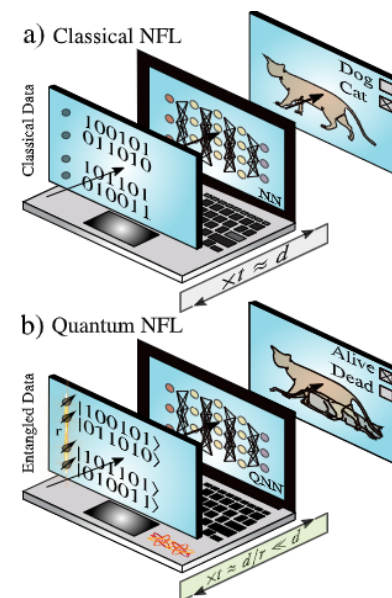 a) Classical NFL
Dog
Cat
Classical Data
100101
011010
101101
010011
NN
×t ≈ d
b) Quantum NFL
Alive
Dead
Entangled Data
r
|100101⟩
|011010⟩
|101101⟩
|010011⟩
QNN
×t ≈ d/r ≪ d